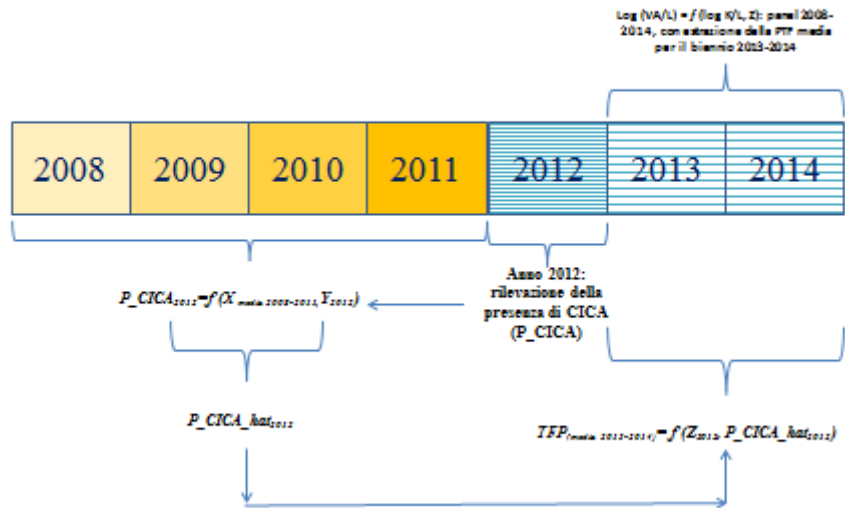 Log (VA/L) = f (log K/L, Z): panel 2008-
2014, con estrazione della PTF media
per il biennio 2013-2014
2008 2009 2010 2011 2012 2013 2014
P_CICA2012=f (X media 2008-2011, Y2012)
Anno 2012:
rilevazione della
presenza di CICA
(P_CICA)
P_CICA_hat2012
TFP(media 2013-2014)= f (Z2012, P_CICA_hat2012)